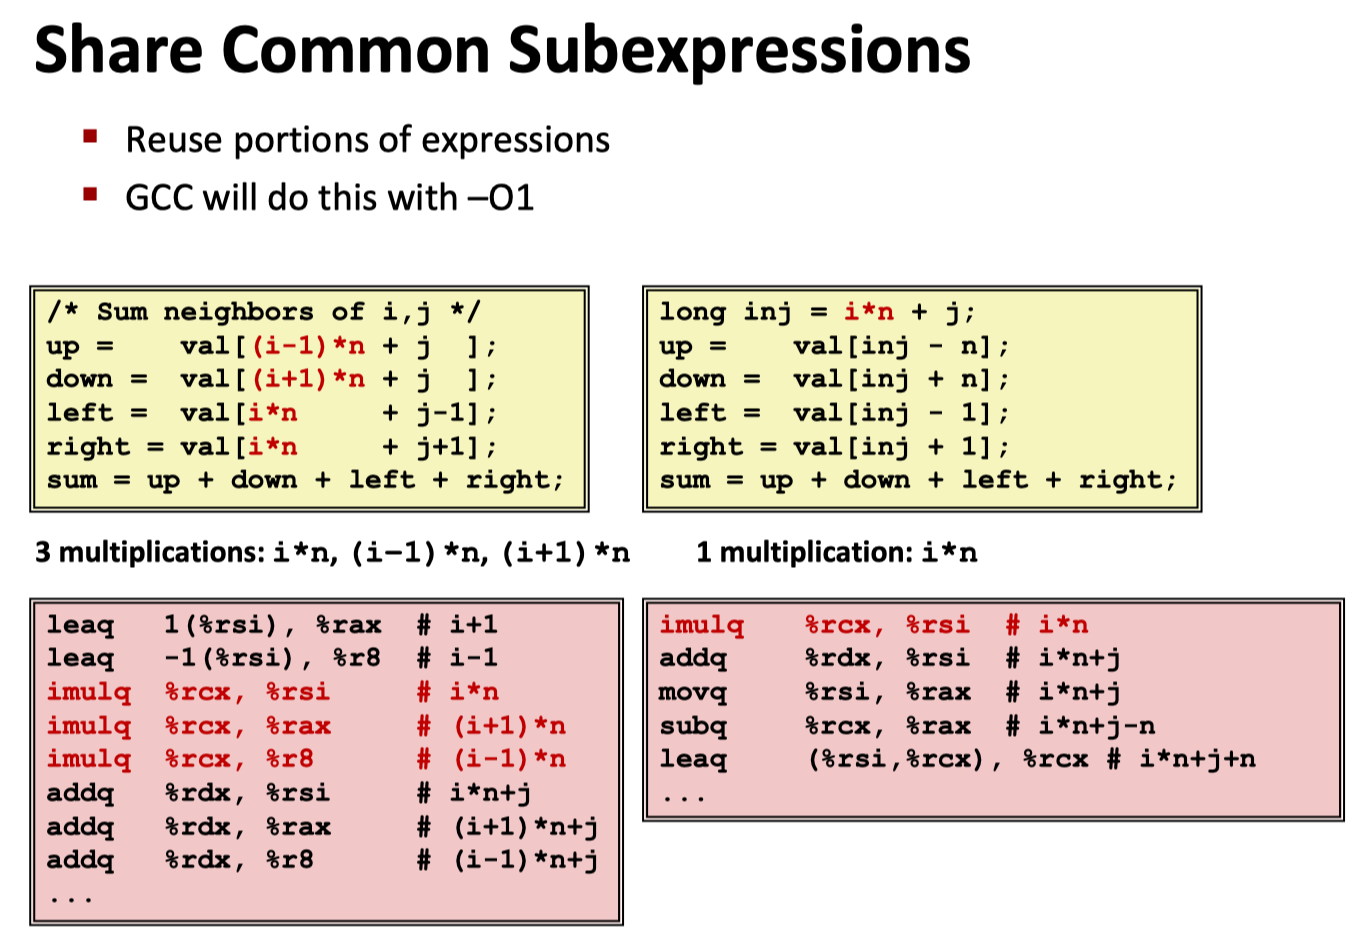 Share Common Subexpressions
Reuse portions of expressions
GCC will do this with –O1
/* Sum neighbors of i,j */
up =    val[(i-1)*n + j  ];
down =  val[(i+1)*n + j  ];
left =  val[i*n     + j-1];
right = val[i*n     + j+1];
sum = up + down + left + right;
long inj = i*n + j;
up =    val[inj - n];
down =  val[inj + n];
left =  val[inj - 1];
right = val[inj + 1];
sum = up + down + left + right;
3 multiplications: i*n, (i–1)*n, (i+1)*n
1 multiplication: i*n
leaq   1(%rsi), %rax  # i+1
leaq   -1(%rsi), %r8  # i-1
imulq  %rcx, %rsi     # i*n
imulq  %rcx, %rax     # (i+1)*n
imulq  %rcx, %r8      # (i-1)*n
addq   %rdx, %rsi     # i*n+j
addq   %rdx, %rax     # (i+1)*n+j
addq   %rdx, %r8      # (i-1)*n+j
...
imulq    %rcx, %rsi  # i*n
addq     %rdx, %rsi  # i*n+j
movq     %rsi, %rax  # i*n+j
subq     %rcx, %rax  # i*n+j-n
leaq     (%rsi,%rcx), %rcx # i*n+j+n
...